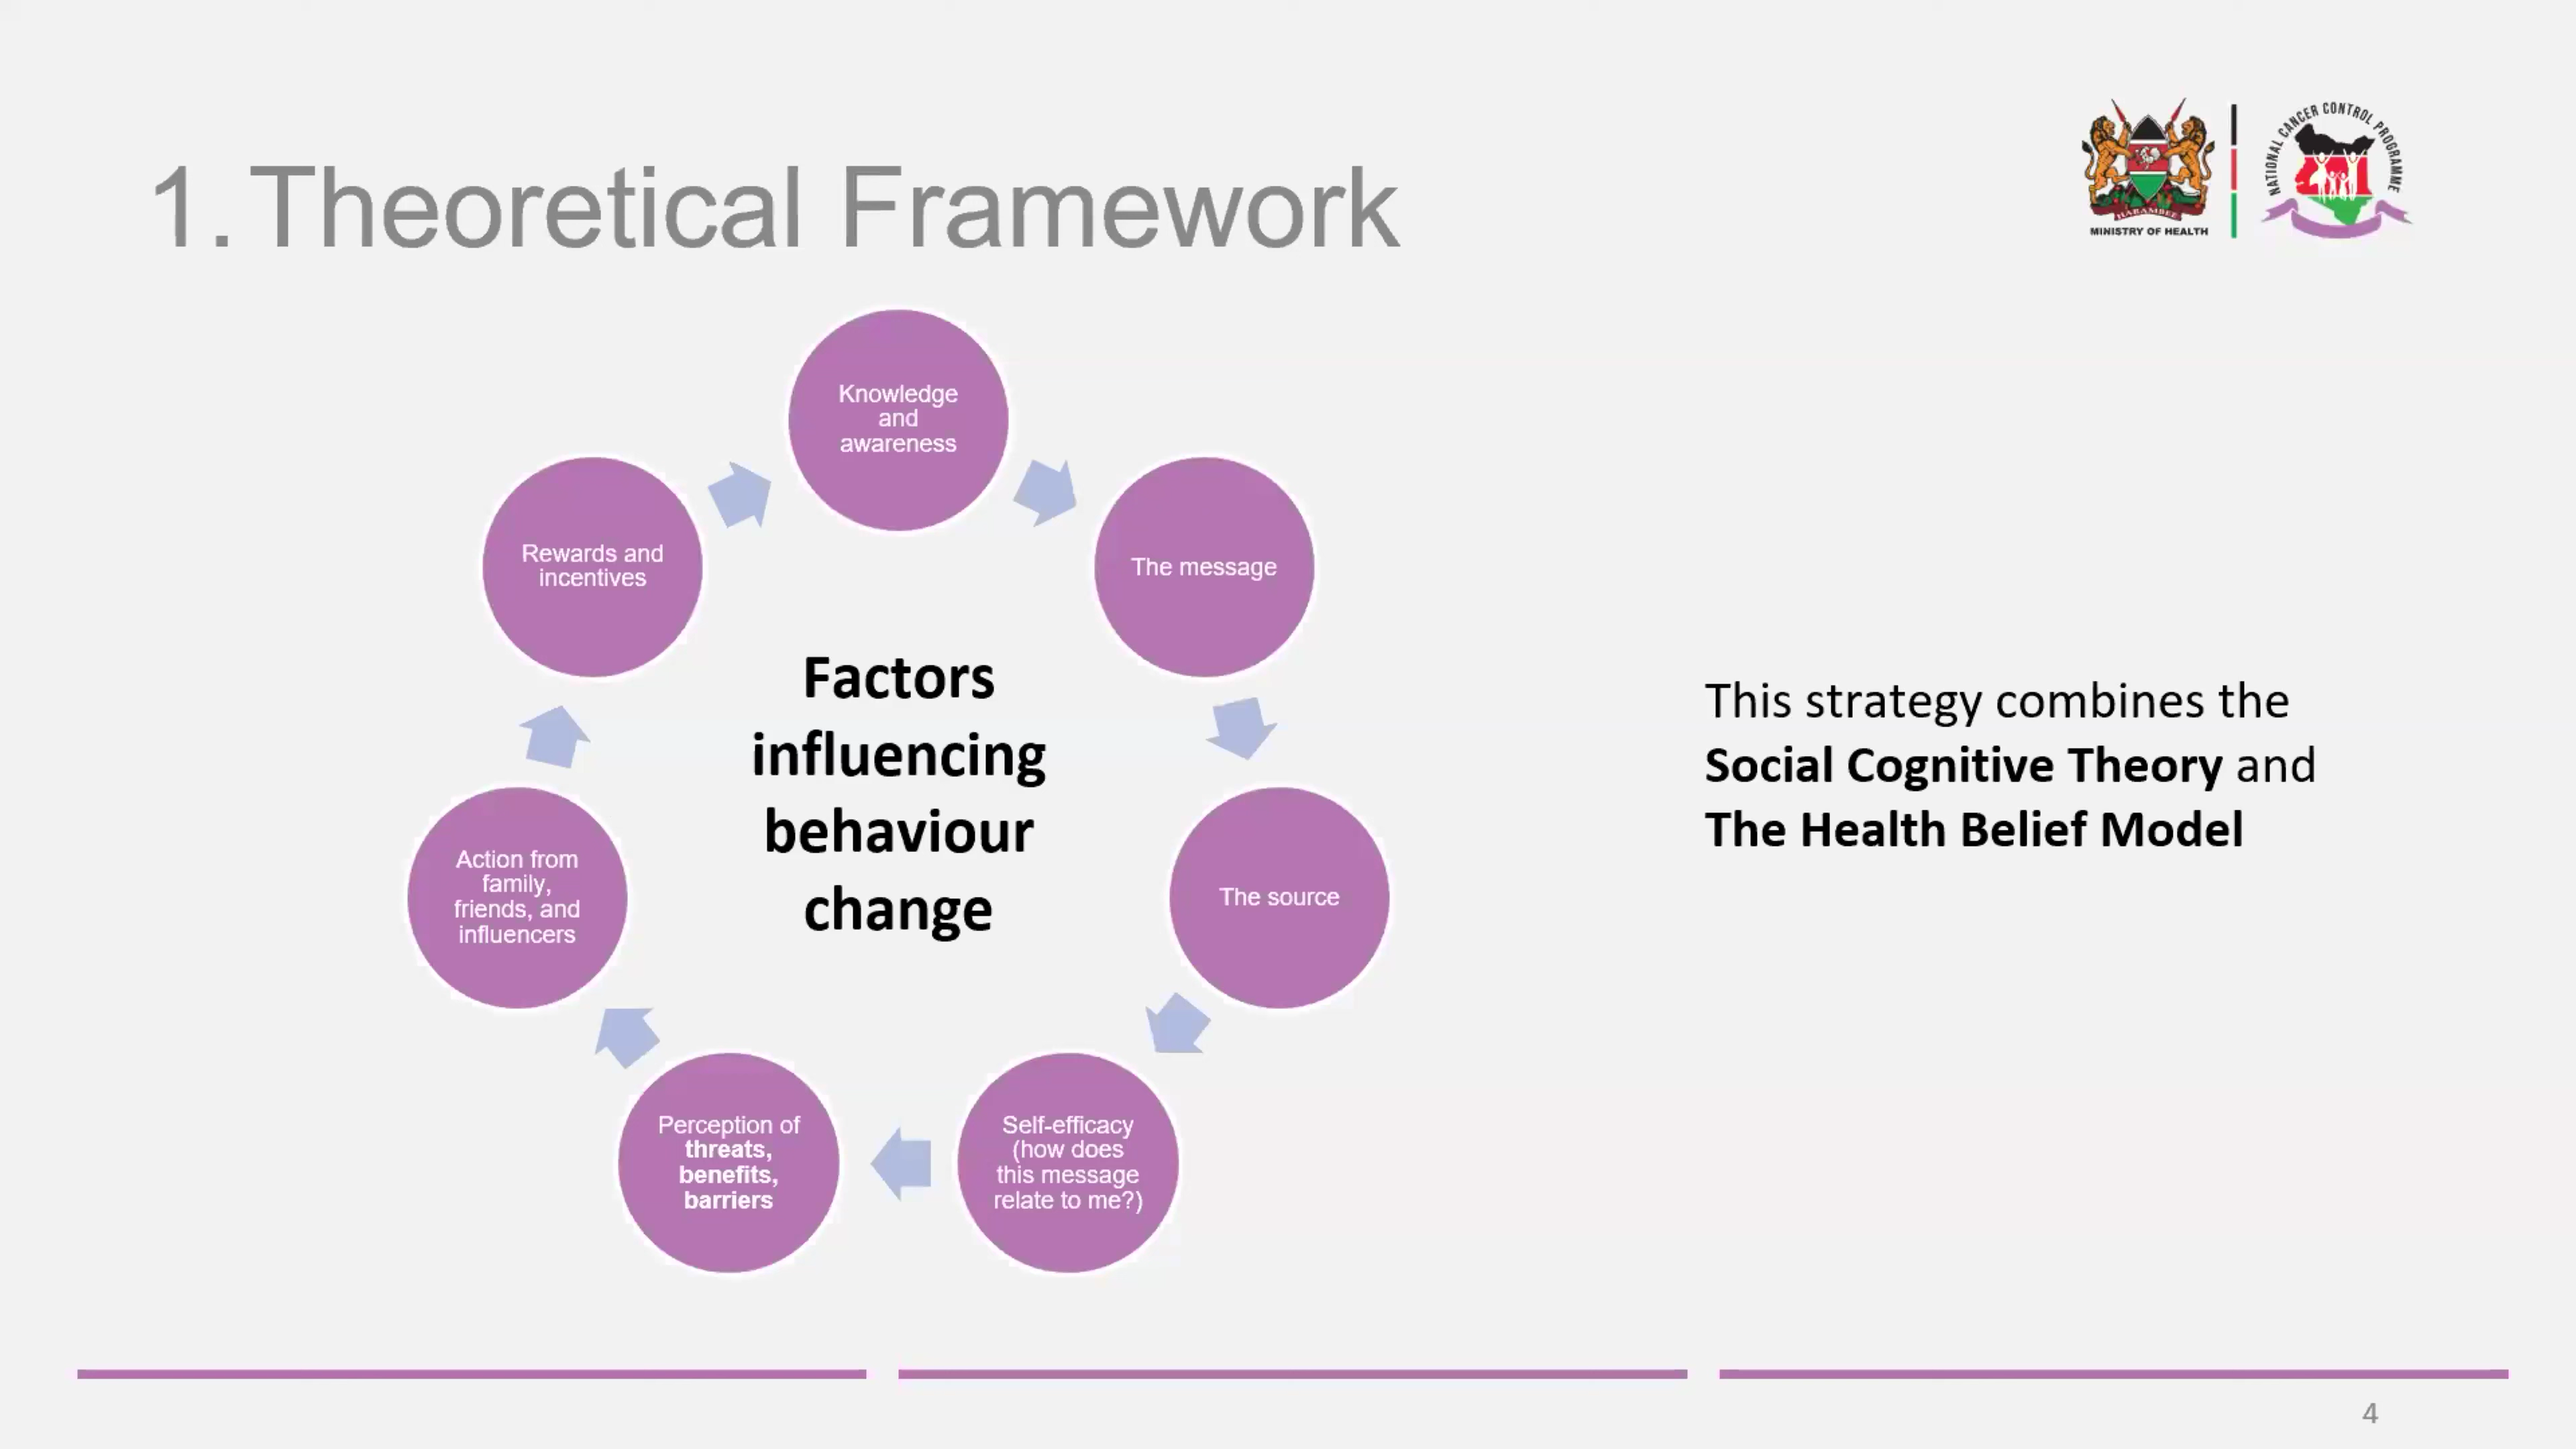 1. Theoretical Framework
HARAMBEE
MINISTRY OF HEALTH
NATIONAL CANCER CONTROL PROGRAMME
Knowledge
and
awareness
The message
The source
Self-efficacy
(how does
this message
relate to me?)
Perception of
threats,
benefits,
barriers
Action from
family,
friends, and
influencers
Rewards and
incentives
Factors
influencing
behaviour
change
This strategy combines the
Social Cognitive Theory and
The Health Belief Model
4